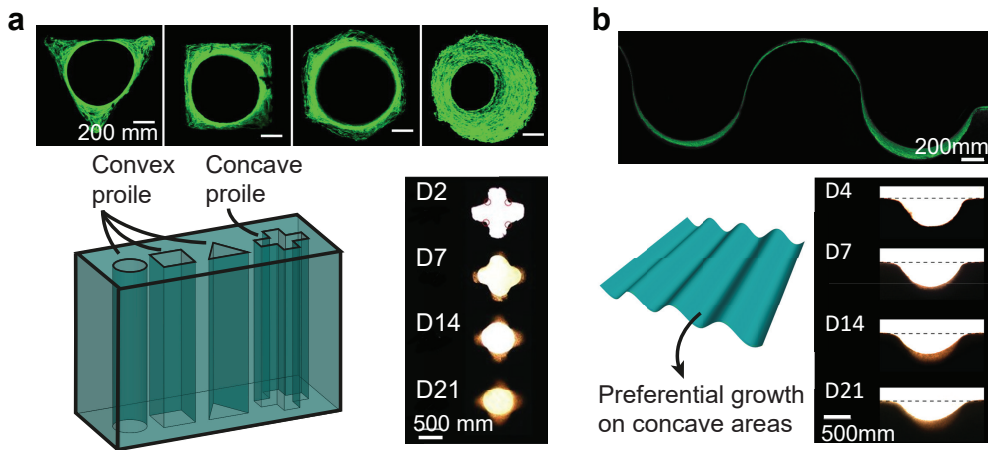 a
200 mm
Convex
proile
Concave
proile
D2
D7
D14
D21
500 mm
b
200mm
D4
D7
D14
D21
500mm
Preferential growth
on concave areas